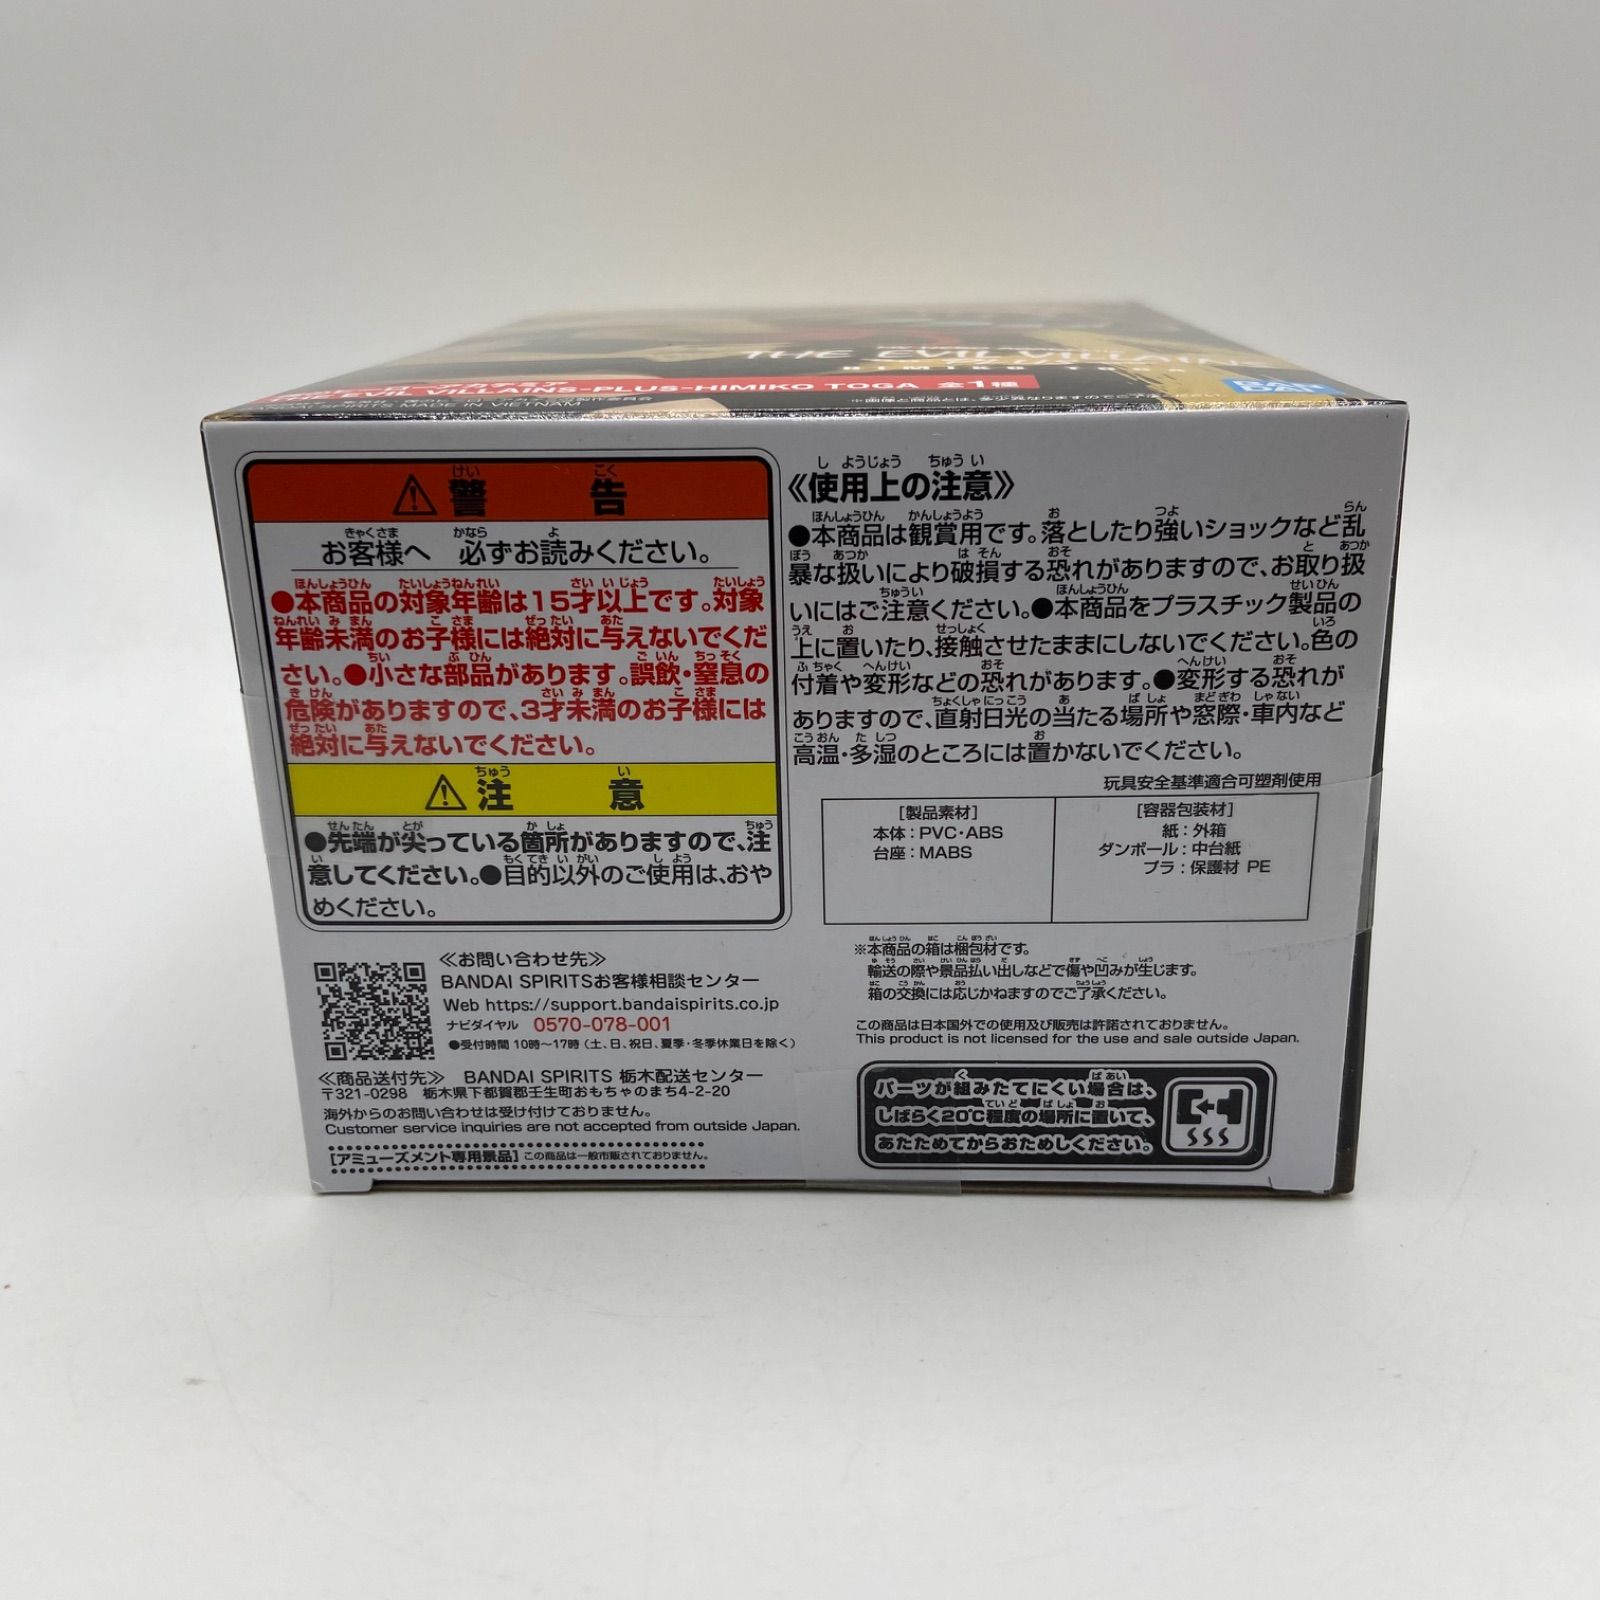 THE EVIL VILLAINS
HIMIKO TOGA
THE EVIL VILLAINS-PLUS-HIMIKO TOGA 全1種
MADE IN VIETNAM
※画像と商品とは、多少異なりますのでご了承ください。
BANDAI
警告
お客様へ 必ずお読みください。
●本商品の対象年齢は15才以上です。対象
年齢未満のお子様には絶対に与えないでくだ
さい。●小さな部品があります。誤飲・窒息の
危険がありますので、3才未満のお子様には
絶対に与えないでください。
注意
●先端が尖っている箇所がありますので、注
意してください。●目的以外のご使用は、おや
めください。
《お問い合わせ先》
BANDAI SPIRITSお客様相談センター
Web https://support.bandaispirits.co.jp
ナビダイヤル 0570-078-001
●受付時間 10時~17時(土、日、祝日、夏季・冬季休業日を除く)
《商品送付先》 BANDAI SPIRITS 栃木配送センター
〒321-0298 栃木県下都賀郡壬生町おもちゃのまち4-2-20
海外からのお問い合わせは受け付けておりません。
Customer service inquiries are not accepted from outside Japan.
[アミューズメント専用景品] この商品は一般市販されておりません。
《使用上の注意》
●本商品は観賞用です。落としたり強いショックなど乱
暴な扱いにより破損する恐れがありますので、お取り扱
いにはご注意ください。●本商品をプラスチック製品の
上に置いたり、接触させたままにしないでください。色の
付着や変形などの恐れがあります。●変形する恐れが
ありますので、直射日光の当たる場所や窓際・車内など
高温・多湿のところには置かないでください。
玩具安全基準適合可塑剤使用
[製品素材]
本体:PVC・ABS
台座:MABS
[容器包装材]
紙:外箱
ダンボール:中台紙
プラ:保護材 PE
※本商品の箱は梱包材です。
輸送の際や景品払い出しなどで傷や凹みが生じます。
箱の交換には応じかねますのでご了承ください。
この商品は日本国外での使用及び販売は許諾されておりません。
This product is not licensed for the use and sale outside Japan.
パーツが組みたてにくい場合は、
しばらく20℃程度の場所に置いて、
あたためてからおためしください。